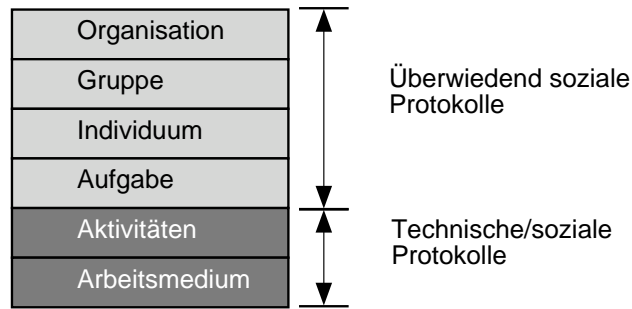 Organisation
Gruppe
Individuum
Aufgabe
Aktivitäten
Arbeitsmedium
Überwiedend soziale
Protokolle
Technische/soziale
Protokolle